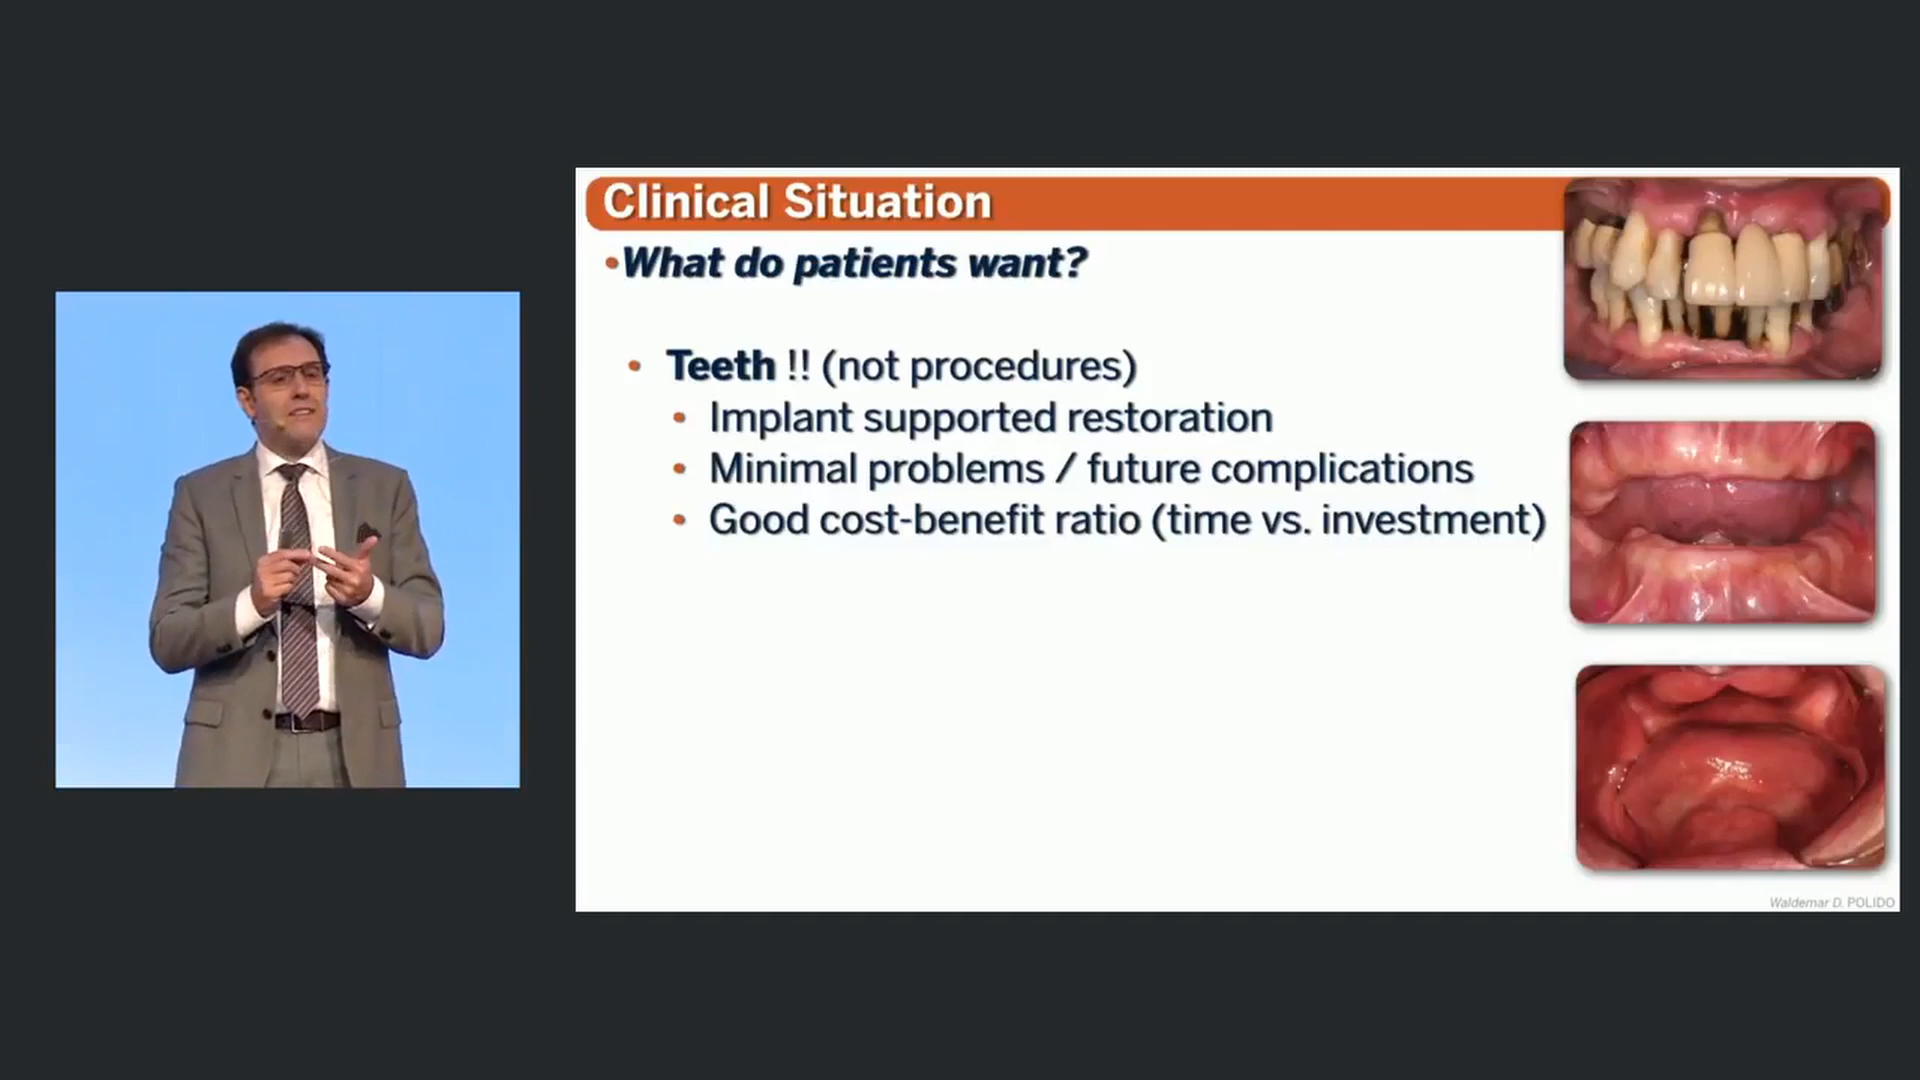 Clinical Situation
•What do patients want?
• Teeth !! (not procedures)
• Implant supported restoration
• Minimal problems / future complications
• Good cost-benefit ratio (time vs. investment)
Waldemar D. POLIDO